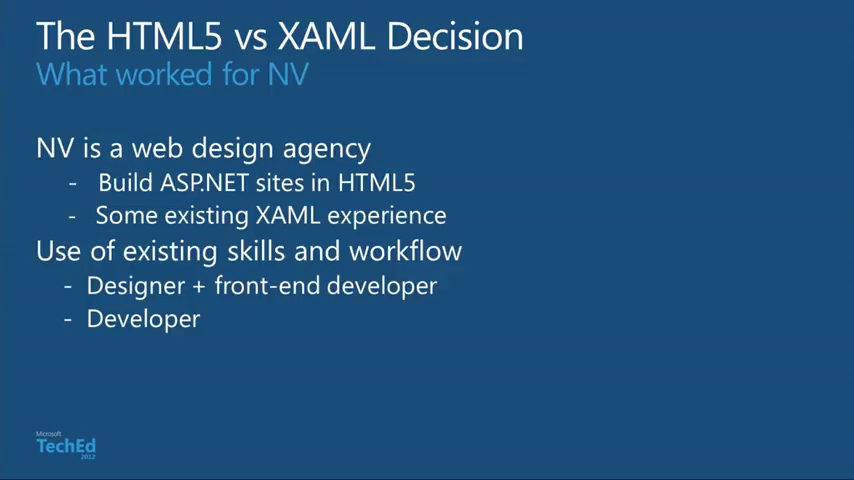 The HTML5 vs XAML Decision
What worked for NV
NV is a web design agency
- Build ASP.NET sites in HTML5
- Some existing XAML experience
Use of existing skills and workflow
- Designer + front-end developer
- Developer
Microsoft
TechEd
2012